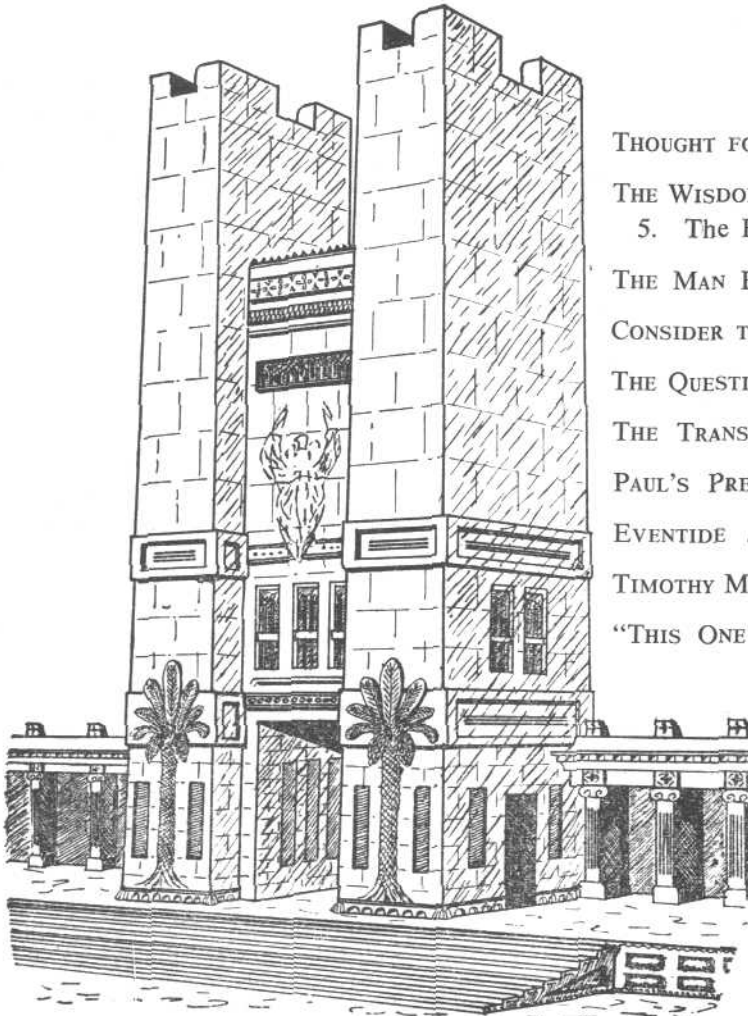 THOUGHT FO
THE WISDO
5. The
THE MAN
CONSIDER T
THE QUESTI
THE TRANS
PAUL'S PRE
EVENTIDE
TIMOTHY M
“THIS ONE